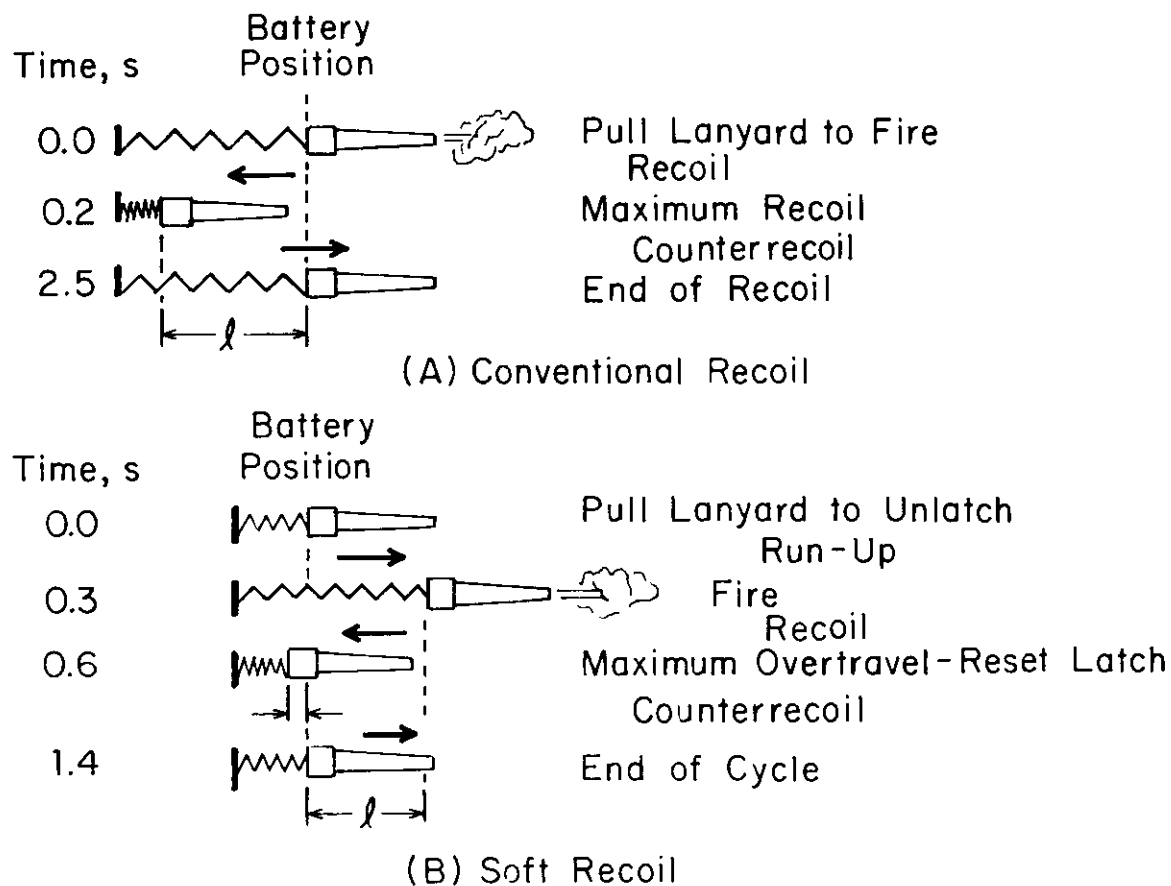 Battery
Time, s Position
0.0 Pull Lanyard to Fire
Recoil
0.2 Maximum Recoil
Counterrecoil
2.5 End of Recoil
l
(A) Conventional Recoil
Battery
Time, s Position
0.0 Pull Lanyard to Unlatch
Run-Up
0.3 Fire
Recoil
0.6 Maximum Overtravel-Reset Latch
Counterrecoil
1.4 End of Cycle
l
(B) Soft Recoil